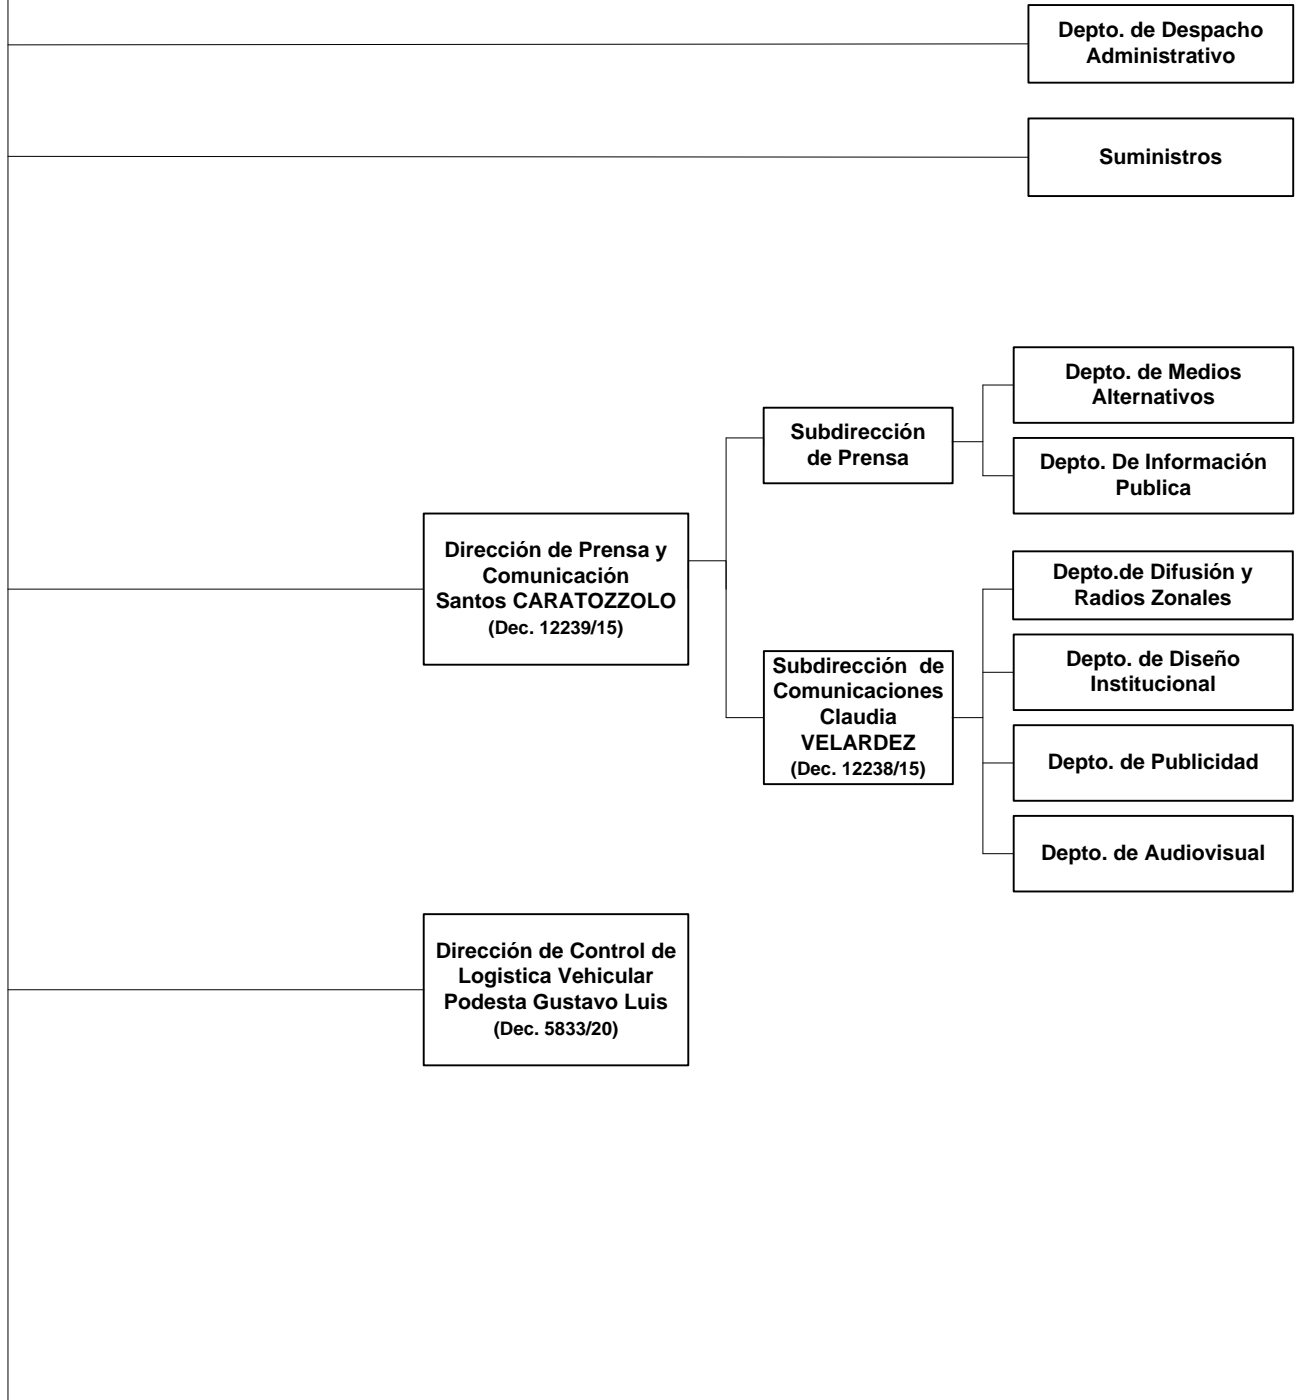 Depto. de Despacho
Administrativo
Suministros
Depto. de Medios
Alternativos
Subdirección
de Prensa
Depto. De Información
Publica
Dirección de Prensa y
Comunicación
Santos CARATOZZOLO
(Dec. 12239/15)
Depto.de Difusión y
Radios Zonales
Subdirección de
Comunicaciones
Claudia
VELARDEZ
(Dec. 12238/15)
Depto. de Diseño
Institucional
Depto. de Publicidad
Depto. de Audiovisual
Dirección de Control de
Logistica Vehicular
Podesta Gustavo Luis
(Dec. 5833/20)